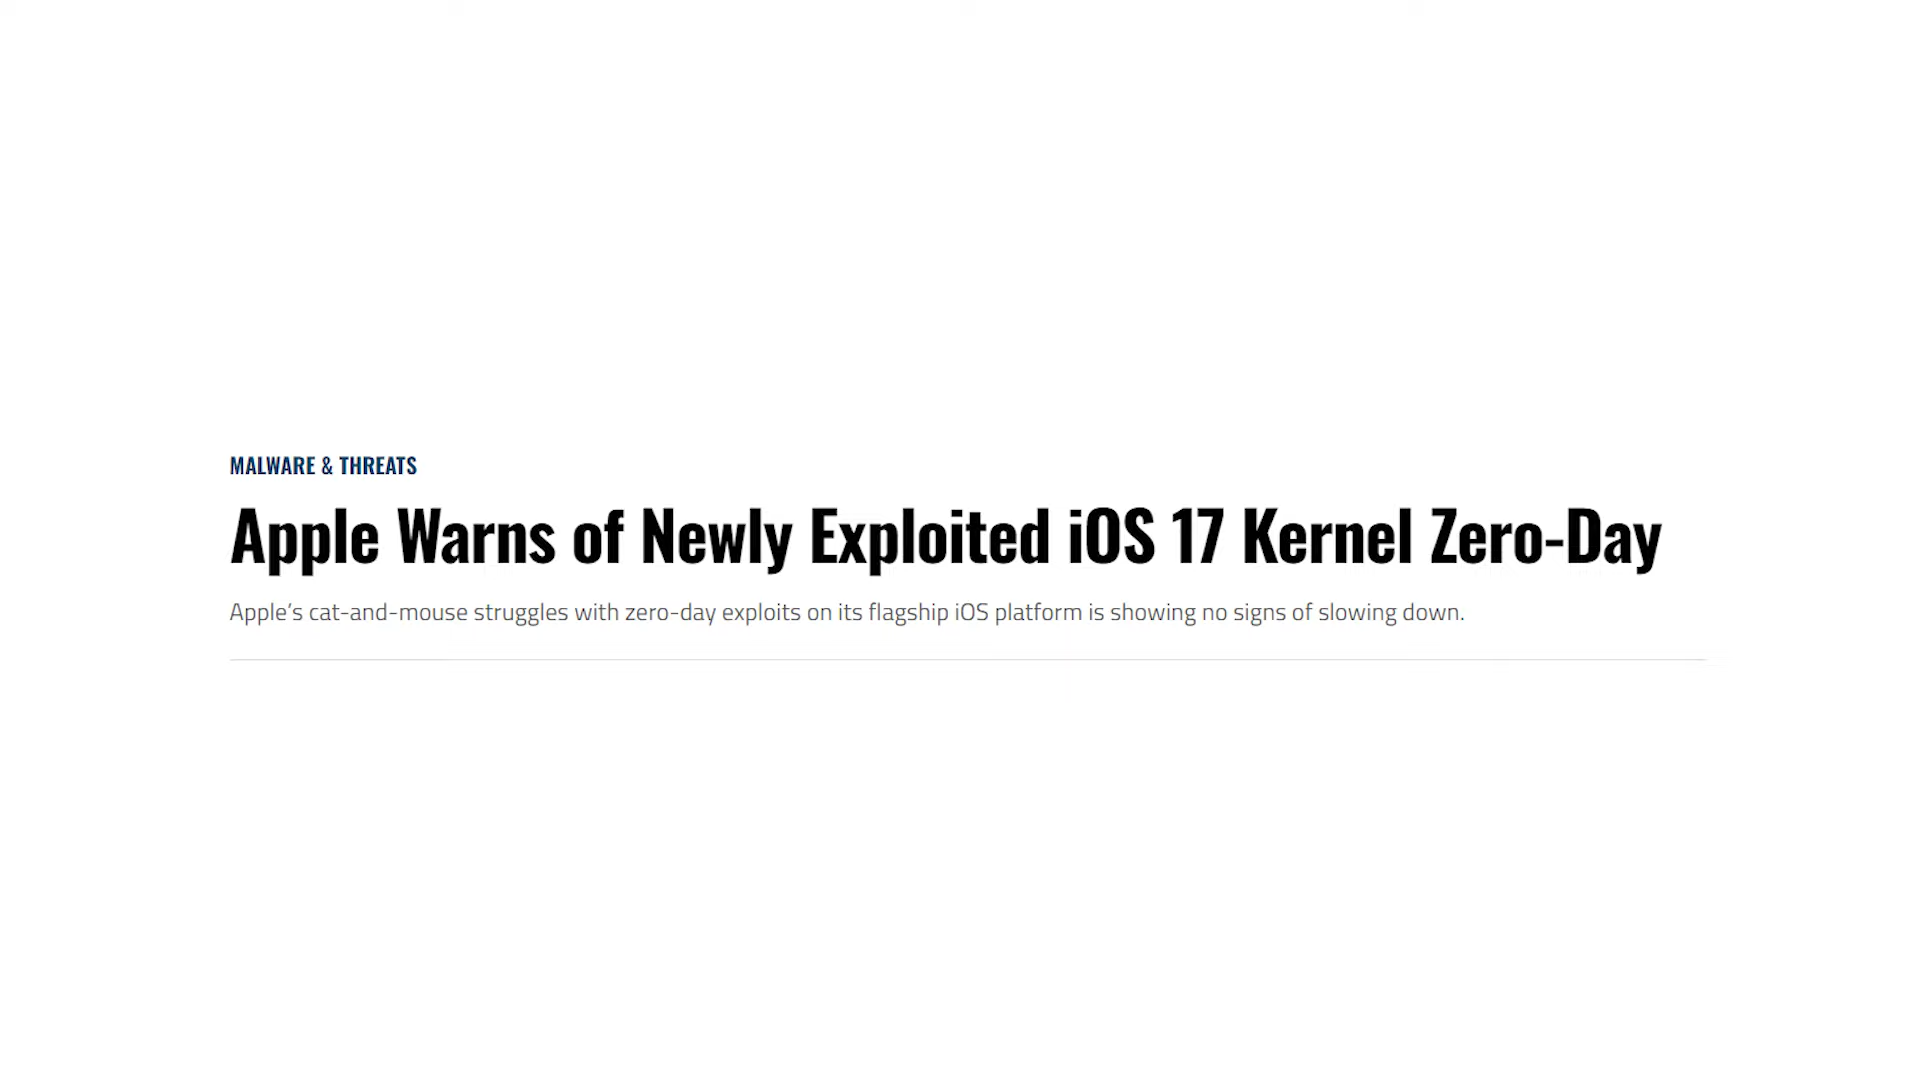 MALWARE & THREATS
Apple Warns of Newly Exploited iOS 17 Kernel Zero-Day
Apple’s cat-and-mouse struggles with zero-day exploits on its flagship iOS platform is showing no signs of slowing down.